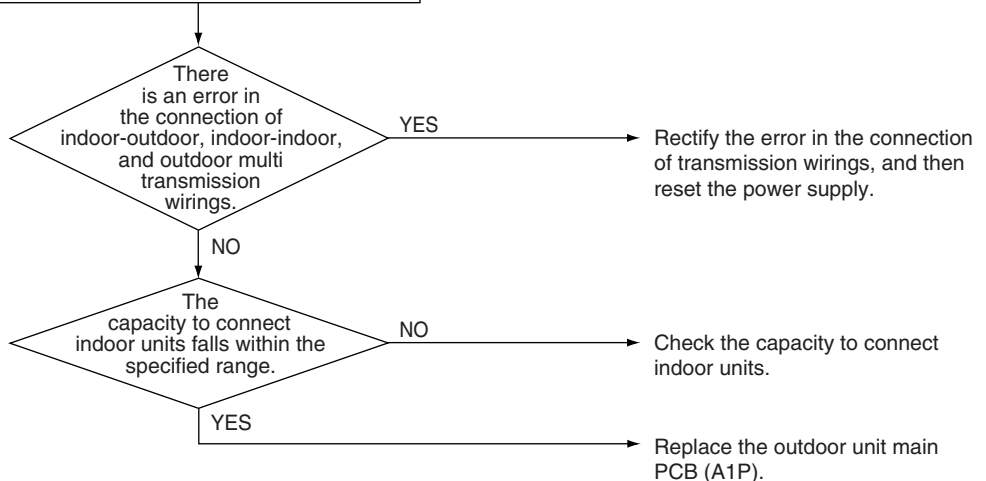 There
is an error in
the connection of
indoor-outdoor, indoor-indoor,
and outdoor multi
transmission
wirings.
YES
Rectify the error in the connection
of transmission wirings, and then
reset the power supply.
NO
The
capacity to connect
indoor units falls within the
specified range.
NO
Check the capacity to connect
indoor units.
YES
Replace the outdoor unit main
PCB (A1P).